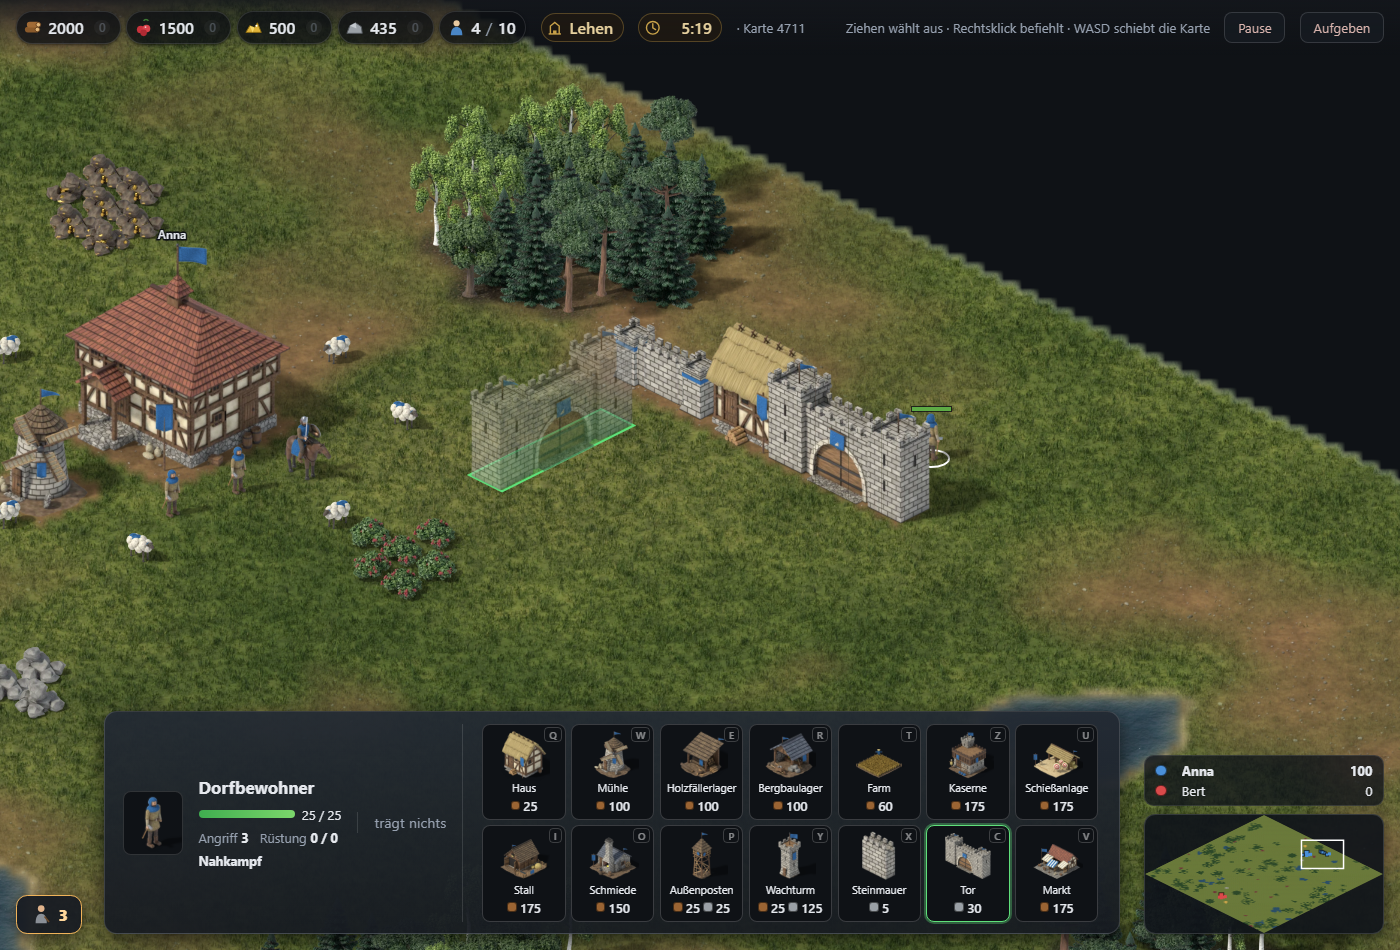 2000 0 1500 0 500 0 435 0 4 / 10 Lehen 5:19 · Karte 4711 Ziehen wählt aus · Rechtsklick befiehlt · WASD schiebt die Karte Pause Aufgeben
Anna
Dorfbewohner
25 / 25
Angriff 3 Rüstung 0 / 0
Nahkampf
trägt nichts
Q W E R T Z U
Haus Mühle Holzfällerlager Bergbaulager Farm Kaserne Schießanlage
25 100 100 100 60 175 175
I O P Y X C V
Stall Schmiede Außenposten Wachturm Steinmauer Tor Markt
175 150 25 25 25 125 5 30 175
Anna 100
Bert 0
3